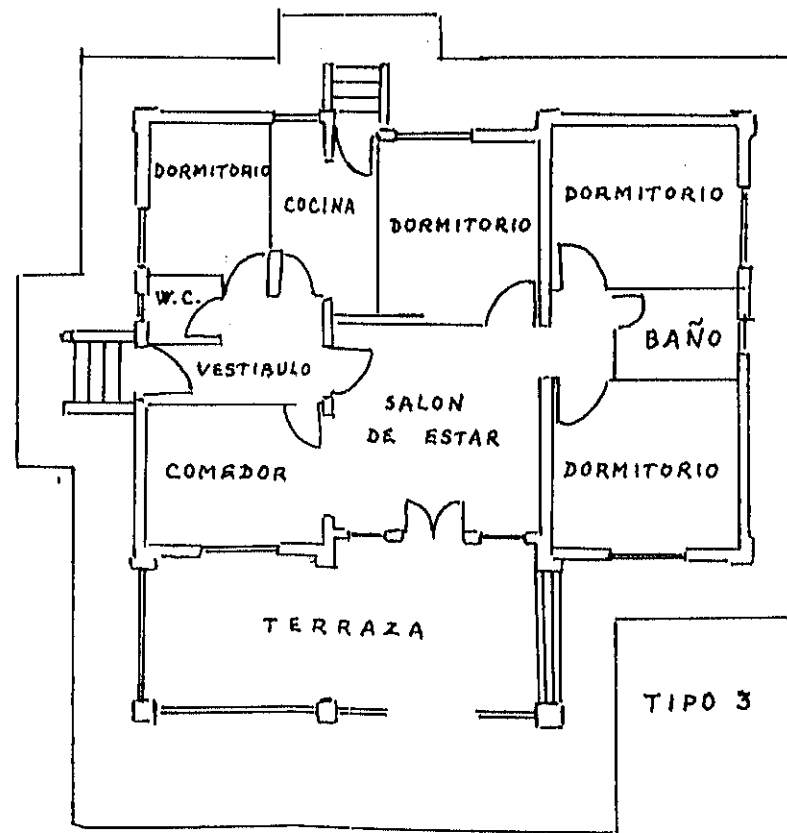 DORMITORIO
COCINA
DORMITORIO
DORMITORIO
W.C.
VESTIBULO
SALON
DE ESTAR
BAÑO
COMEDOR
DORMITORIO
TERRAZA
TIPO 3